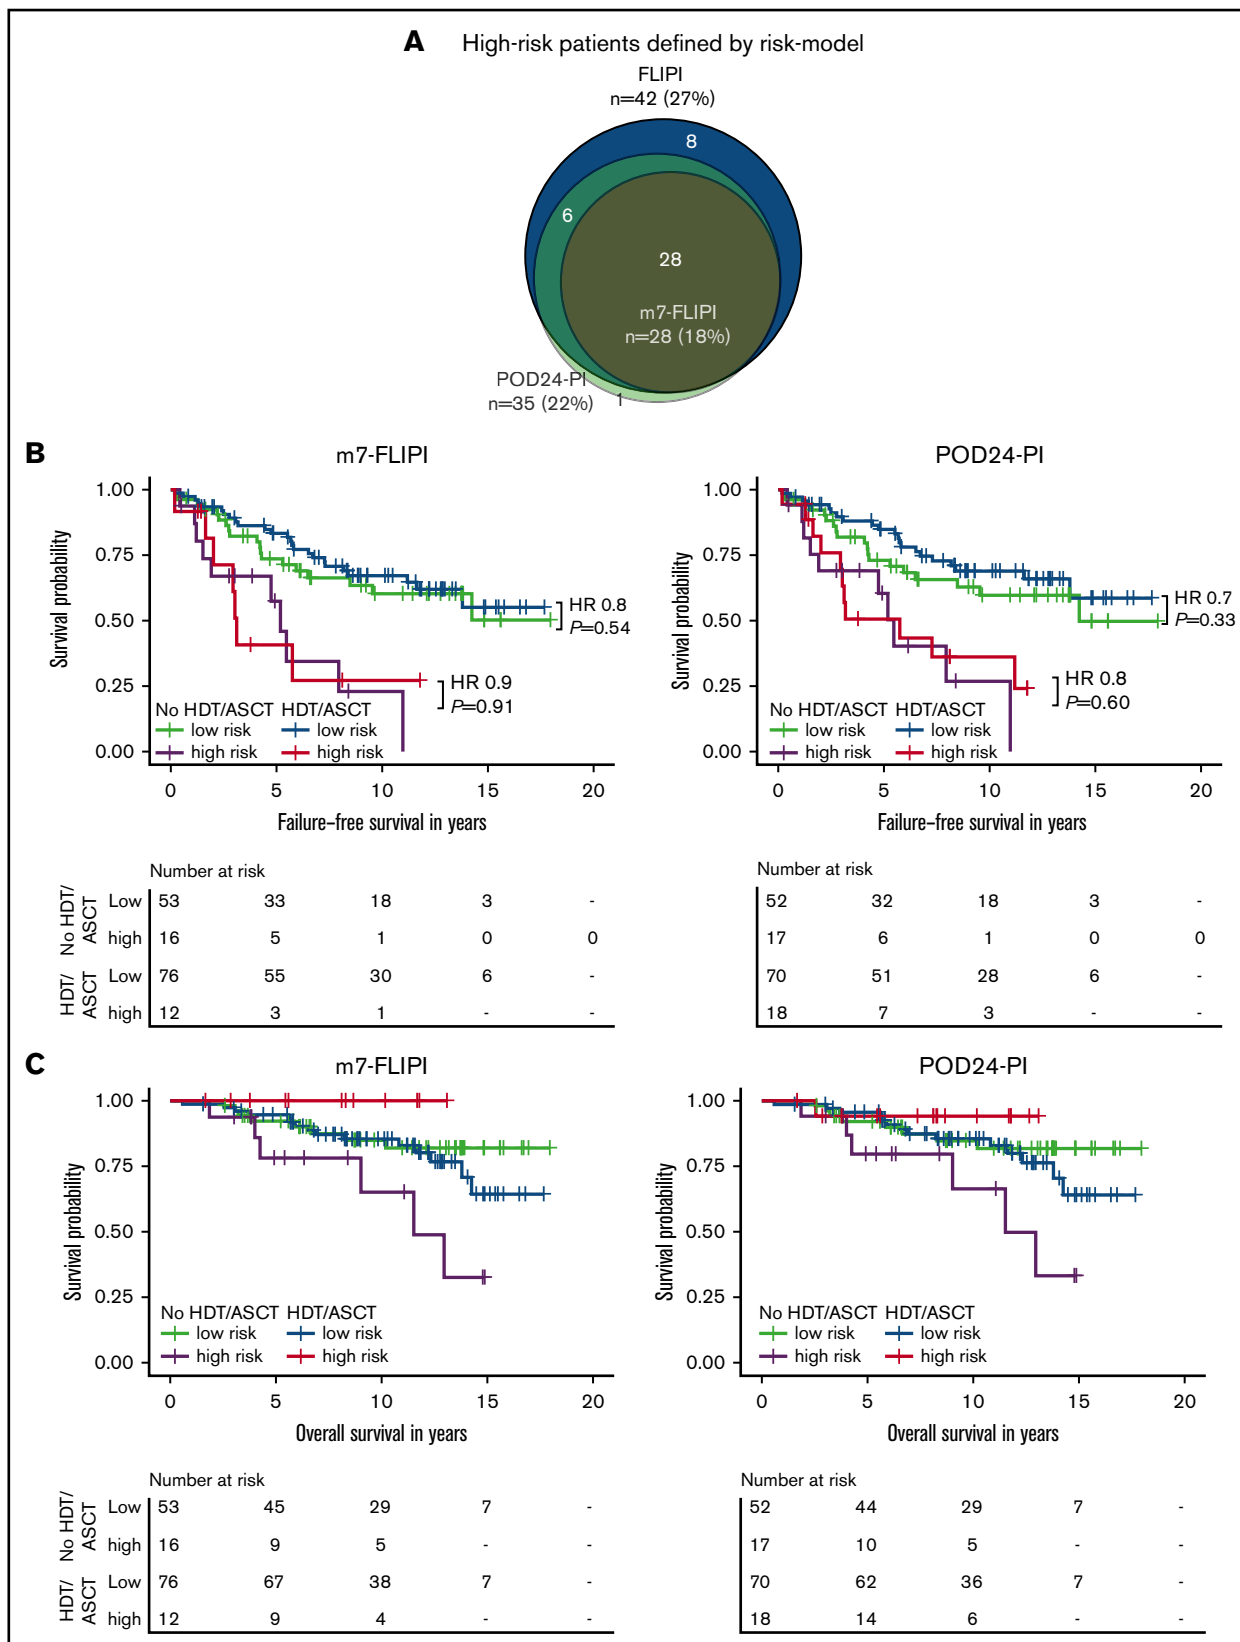 A High-risk patients defined by risk-model
FLIPI
n=42 (27%)
8
6
28
m7-FLIPI
n=28 (18%)
POD24-PI
n=35 (22%)
1
B
m7-FLIPI
Survival probability
1.00
0.75
0.50
0.25
0.00
HR 0.8
P=0.54
HR 0.9
P=0.91
No HDT/ASCT HDT/ASCT
low risk low risk
high risk high risk
0 5 10 15 20
Failure-free survival in years
Number at risk
No HDT/ASCT
Low 53 33 18 3 -
high 16 5 1 0 0
HDT/ASCT
Low 76 55 30 6 -
high 12 3 1 - -
POD24-PI
Survival probability
1.00
0.75
0.50
0.25
0.00
HR 0.7
P=0.33
HR 0.8
P=0.60
No HDT/ASCT HDT/ASCT
low risk low risk
high risk high risk
0 5 10 15 20
Failure-free survival in years
Number at risk
52 32 18 3 -
17 6 1 0 0
70 51 28 6 -
18 7 3 - -
C
m7-FLIPI
Survival probability
1.00
0.75
0.50
0.25
0.00
No HDT/ASCT HDT/ASCT
low risk low risk
high risk high risk
0 5 10 15 20
Overall survival in years
Number at risk
No HDT/ASCT
Low 53 45 29 7 -
high 16 9 5 - -
HDT/ASCT
Low 76 67 38 7 -
high 12 9 4 - -
POD24-PI
Survival probability
1.00
0.75
0.50
0.25
0.00
No HDT/ASCT HDT/ASCT
low risk low risk
high risk high risk
0 5 10 15 20
Overall survival in years
Number at risk
52 44 29 7 -
17 10 5 - -
70 62 36 7 -
18 14 6 - -